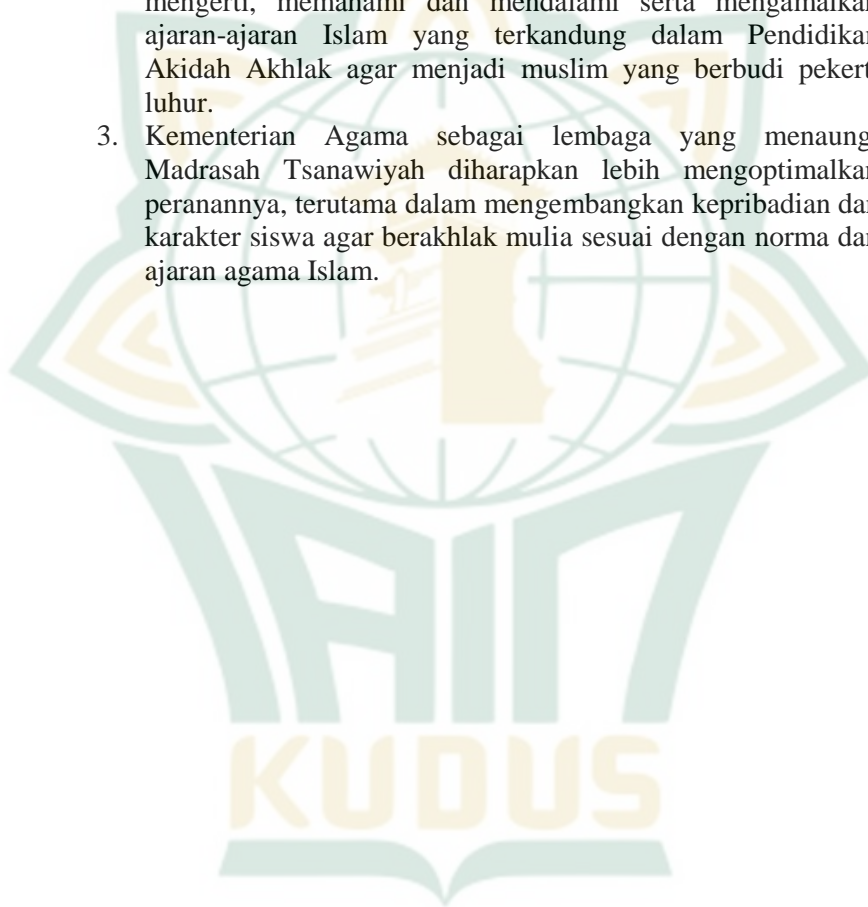 mengerti, memahami dan mendalami serta mengamalka
ajaran-ajaran Islam yang terkandung dalam Pendidika
Akidah Akhlak agar menjadi muslim yang berbudi peker
luhur.
3. Kementerian Agama sebagai lembaga yang menaung
Madrasah Tsanawiyah diharapkan lebih mengoptimalka
peranannya, terutama dalam mengembangkan kepribadian da
karakter siswa agar berakhlak mulia sesuai dengan norma da
ajaran agama Islam.
IAIN
KUDUS